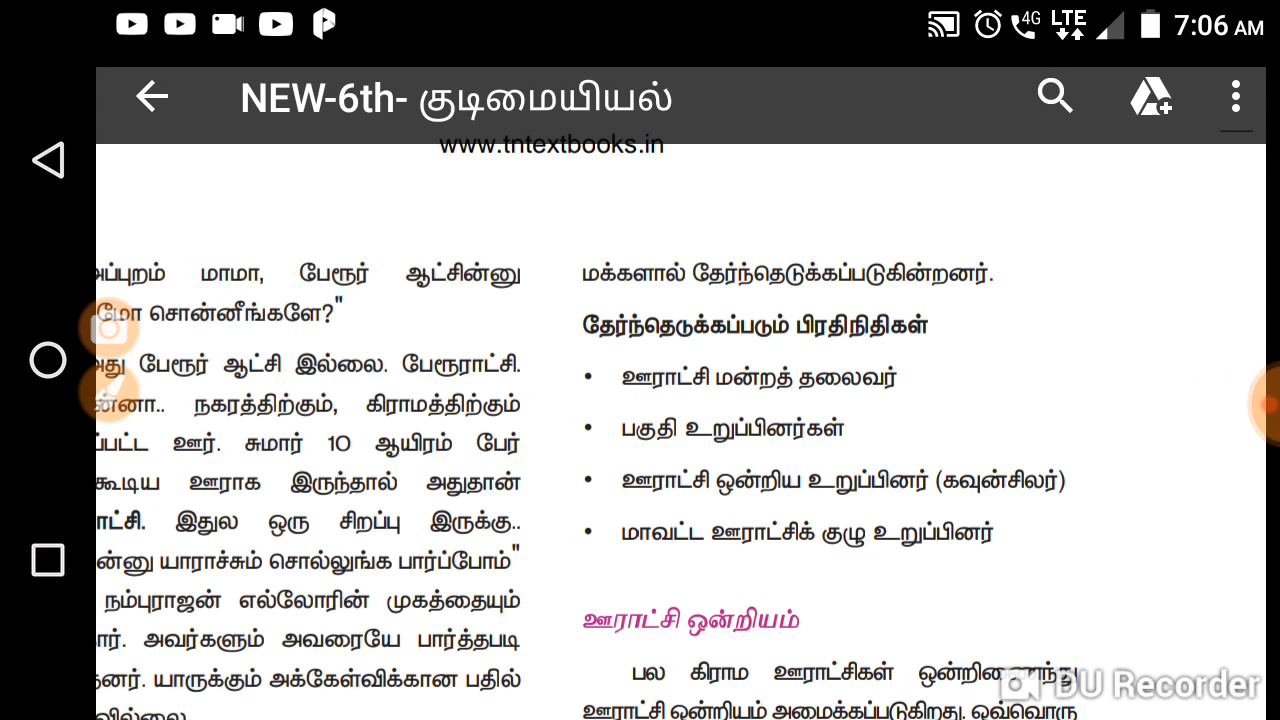 4G LTE 7:06 AM
NEW-6th- குடிமையியல்
www.tntextbooks.in
மாமா, பேரூர் ஆட்சின்னு
சொன்னீங்களே?"
பேரூர் ஆட்சி இல்லை. பேரூராட்சி.
நகரத்திற்கும், கிராமத்திற்கும்
ஊர். சுமார் 10 ஆயிரம் பேர்
ஊராக இருந்தால் அதுதான்
இதுல ஒரு சிறப்பு இருக்கு..
யாராச்சும் சொல்லுங்க பார்ப்போம்"
நம்புராஜன் எல்லோரின் முகத்தையும்
அவர்களும் அவரையே பார்த்தபடி
யாருக்கும் அக்கேள்விக்கான பதில்
மக்களால் தேர்ந்தெடுக்கப்படுகின்றனர்.
தேர்ந்தெடுக்கப்படும் பிரதிநிதிகள்
• ஊராட்சி மன்றத் தலைவர்
• பகுதி உறுப்பினர்கள்
• ஊராட்சி ஒன்றிய உறுப்பினர் (கவுன்சிலர்)
• மாவட்ட ஊராட்சிக் குழு உறுப்பினர்
ஊராட்சி ஒன்றியம்
பல கிராம ஊராட்சிகள் ஒன்றிணைந்து
ஊராட்சி ஒன்றியம் அமைக்கப்படுகிறது. ஒவ்வொரு
DU Recorder